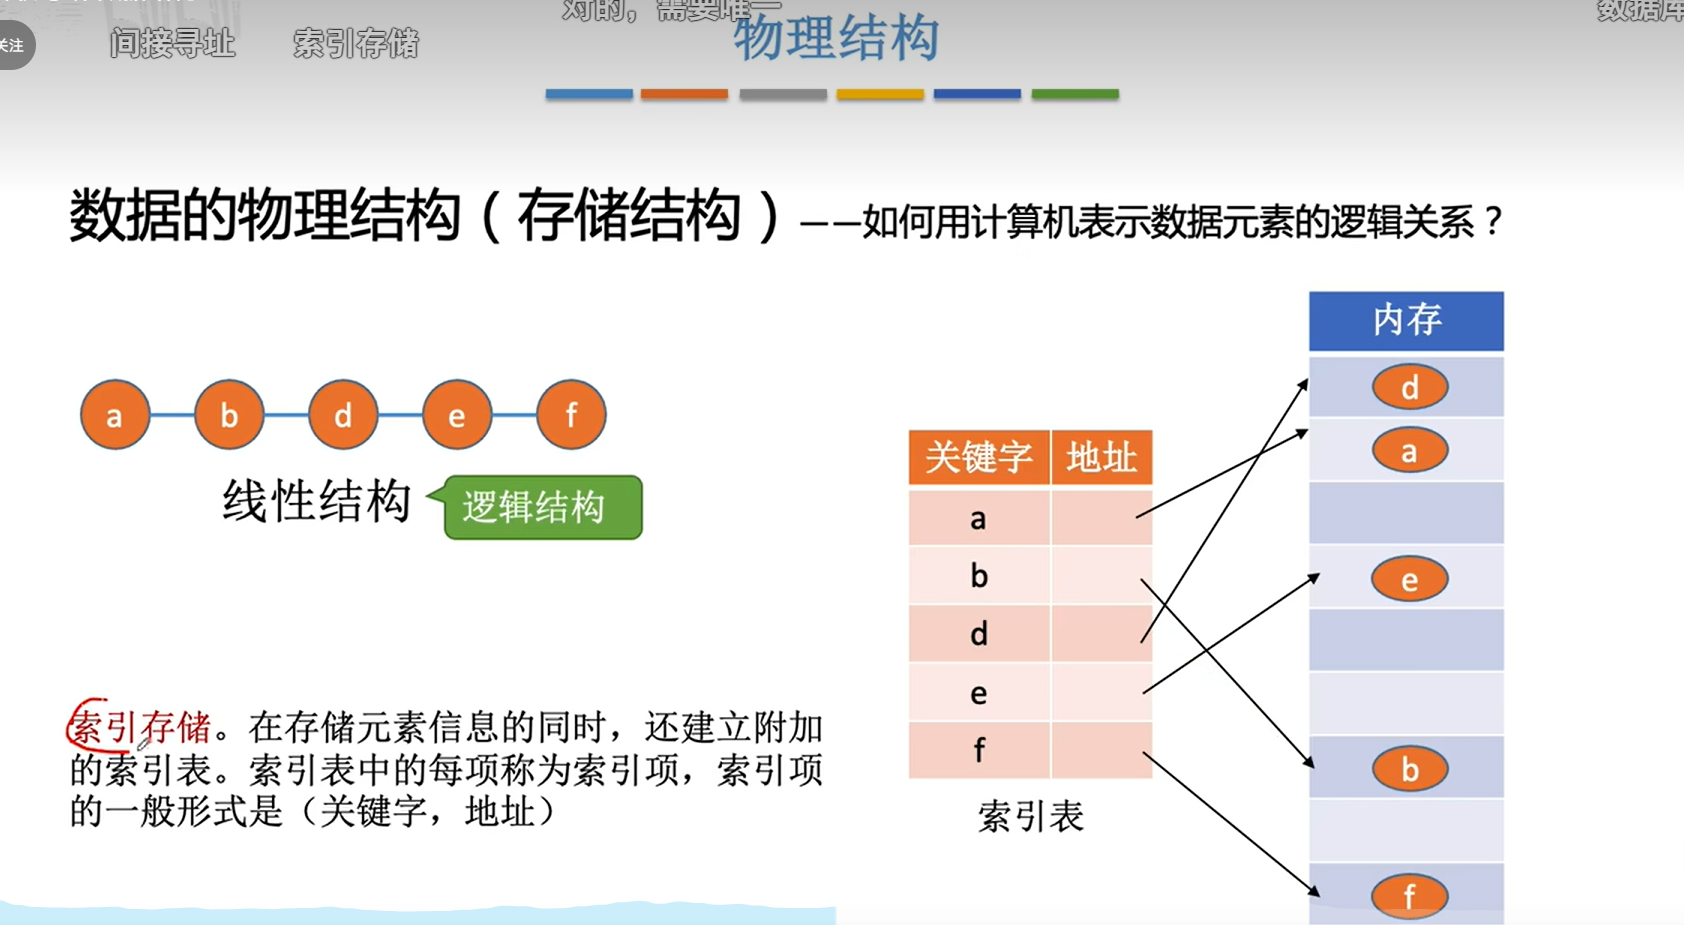 对的，需要唯一
数据库
关注
间接寻址
索引存储
物理结构
数据的物理结构（存储结构）——如何用计算机表示数据元素的逻辑关系？
a b d e f
线性结构
逻辑结构
索引存储。在存储元素信息的同时，还建立附加
的索引表。索引表中的每项称为索引项，索引项
的一般形式是（关键字，地址）
关键字 地址
a
b
d
e
f
索引表
内存
d
a
e
b
f